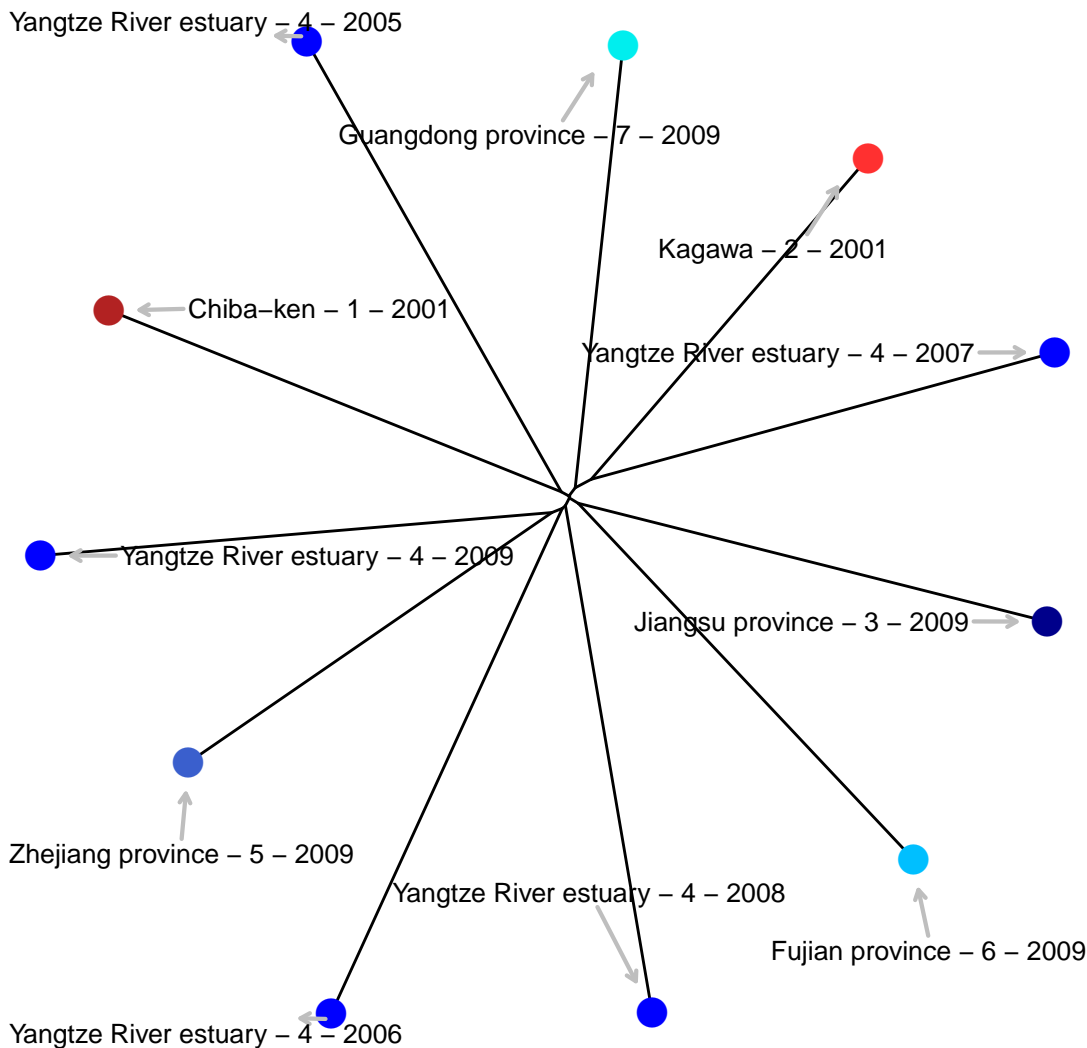 Yangtze River estuary – 4 – 2005
Guangdong province – 7 – 2009
Kagawa – 2 – 2001
Chiba−ken – 1 – 2001
Yangtze River estuary – 4 – 2007
Yangtze River estuary – 4 – 2009
Jiangsu province – 3 – 2009
Zhejiang province – 5 – 2009
Yangtze River estuary – 4 – 2008
Fujian province – 6 – 2009
Yangtze River estuary – 4 – 2006